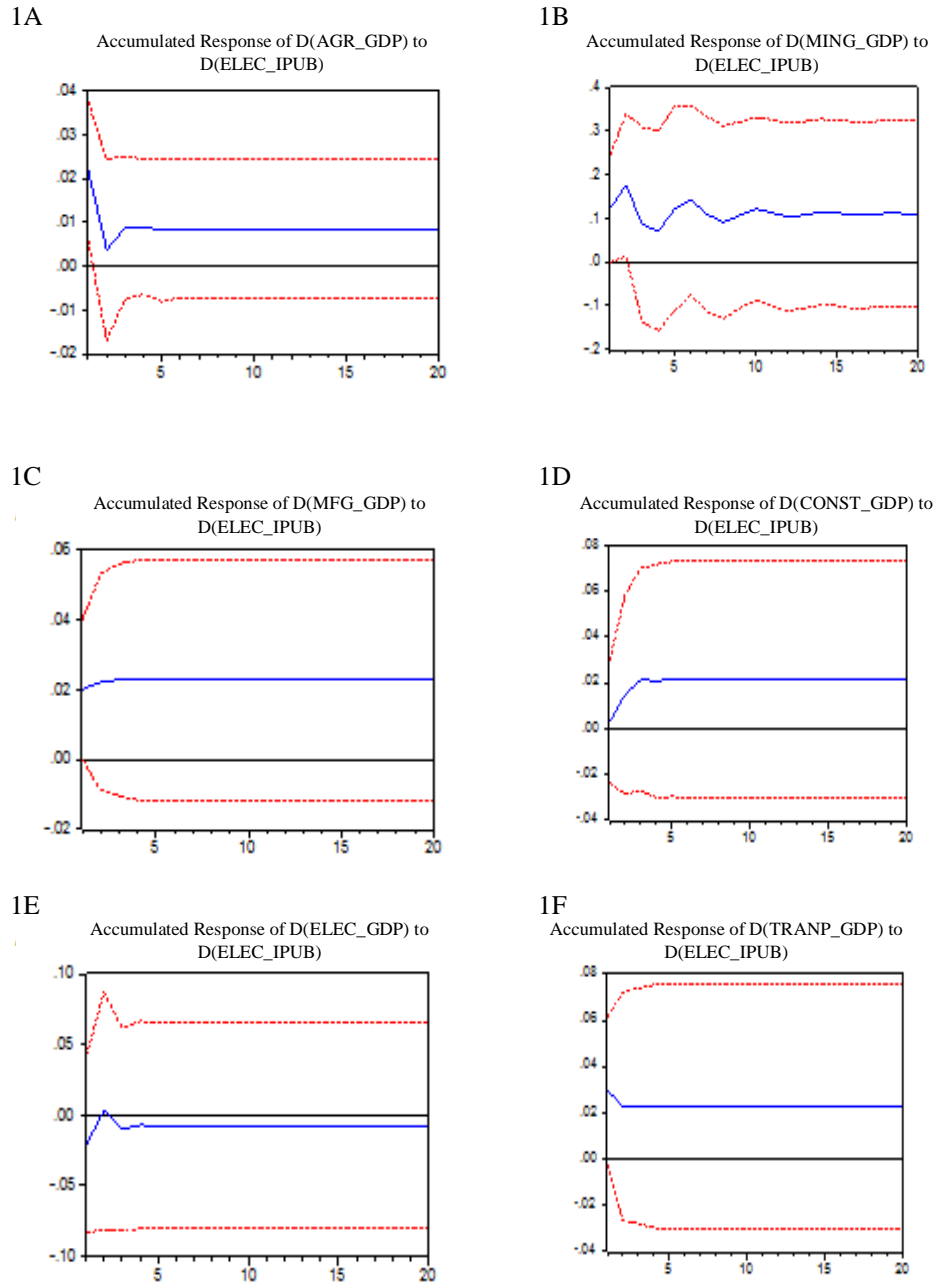 1A
Accumulated Response of D(AGR_GDP) to
D(ELEC_IPUB)
.04
.03
.02
.01
.00
-.01
-.02
5 10 15 20
1B
Accumulated Response of D(MING_GDP) to
D(ELEC_IPUB)
.4
.3
.2
.1
.0
-.1
-.2
5 10 15 20
1C
Accumulated Response of D(MFG_GDP) to
D(ELEC_IPUB)
.06
.04
.02
.00
-.02
5 10 15 20
1D
Accumulated Response of D(CONST_GDP) to
D(ELEC_IPUB)
.08
.06
.04
.02
.00
-.02
-.04
5 10 15 20
1E
Accumulated Response of D(ELEC_GDP) to
D(ELEC_IPUB)
.10
.05
.00
-.05
-.10
5 10 15 20
1F
Accumulated Response of D(TRANP_GDP) to
D(ELEC_IPUB)
.08
.06
.04
.02
.00
-.02
-.04
5 10 15 20